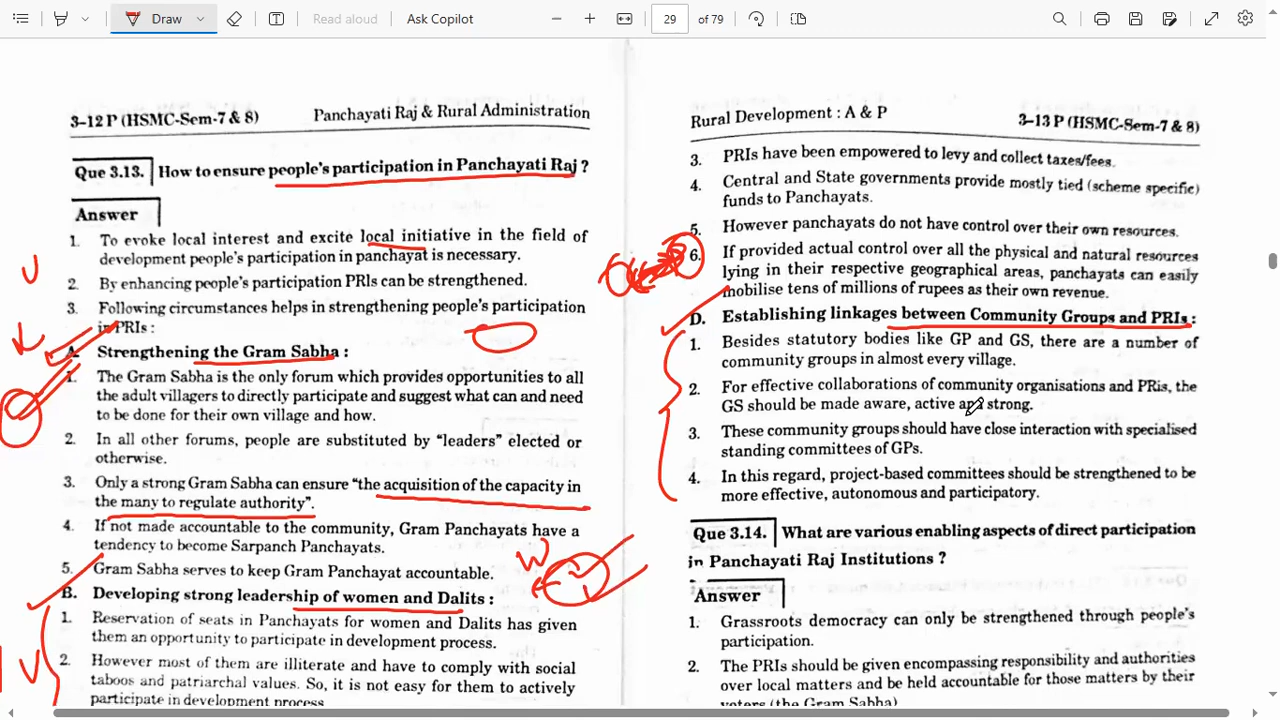 Draw
Read aloud
Ask Copilot
29
of 79
3-12 P (HSMC-Sem-7 & 8)
Panchayati Raj & Rural Administration
Que 3.13. How to ensure people's participation in Panchayati Raj ?
Answer
1. To evoke local interest and excite local initiative in the field of
development people's participation in panchayat is necessary.
2. By enhancing people's participation PRIs can be strengthened.
3. Following circumstances helps in strengthening people's participation
in PRIs :
A. Strengthening the Gram Sabha :
1. The Gram Sabha is the only forum which provides opportunities to all
the adult villagers to directly participate and suggest what can and need
to be done for their own village and how.
2. In all other forums, people are substituted by "leaders" elected or
otherwise.
3. Only a strong Gram Sabha can ensure "the acquisition of the capacity in
the many to regulate authority".
4. If not made accountable to the community, Gram Panchayats have a
tendency to become Sarpanch Panchayats.
5. Gram Sabha serves to keep Gram Panchayat accountable.
B. Developing strong leadership of women and Dalits :
1. Reservation of seats in Panchayats for women and Dalits has given
them an opportunity to participate in development process.
2. However most of them are illiterate and have to comply with social
taboos and patriarchal values. So, it is not easy for them to actively
participate in development process
Rural Development : A & P
3-13 P (HSMC-Sem-7 & 8)
3. PRIs have been empowered to levy and collect taxes/fees.
4. Central and State governments provide mostly tied (scheme specific)
funds to Panchayats.
5. However panchayats do not have control over their own resources.
6. If provided actual control over all the physical and natural resources
lying in their respective geographical areas, panchayats can easily
mobilise tens of millions of rupees as their own revenue.
D. Establishing linkages between Community Groups and PRIs :
1. Besides statutory bodies like GP and GS, there are a number of
community groups in almost every village.
2. For effective collaborations of community organisations and PRIs, the
GS should be made aware, active and strong.
3. These community groups should have close interaction with specialised
standing committees of GPs.
4. In this regard, project-based committees should be strengthened to be
more effective, autonomous and participatory.
Que 3.14. What are various enabling aspects of direct participation
in Panchayati Raj Institutions ?
Answer
1. Grassroots democracy can only be strengthened through people's
participation.
2. The PRIs should be given encompassing responsibility and authorities
over local matters and be held accountable for those matters by their
voters (the Gram Sabha)